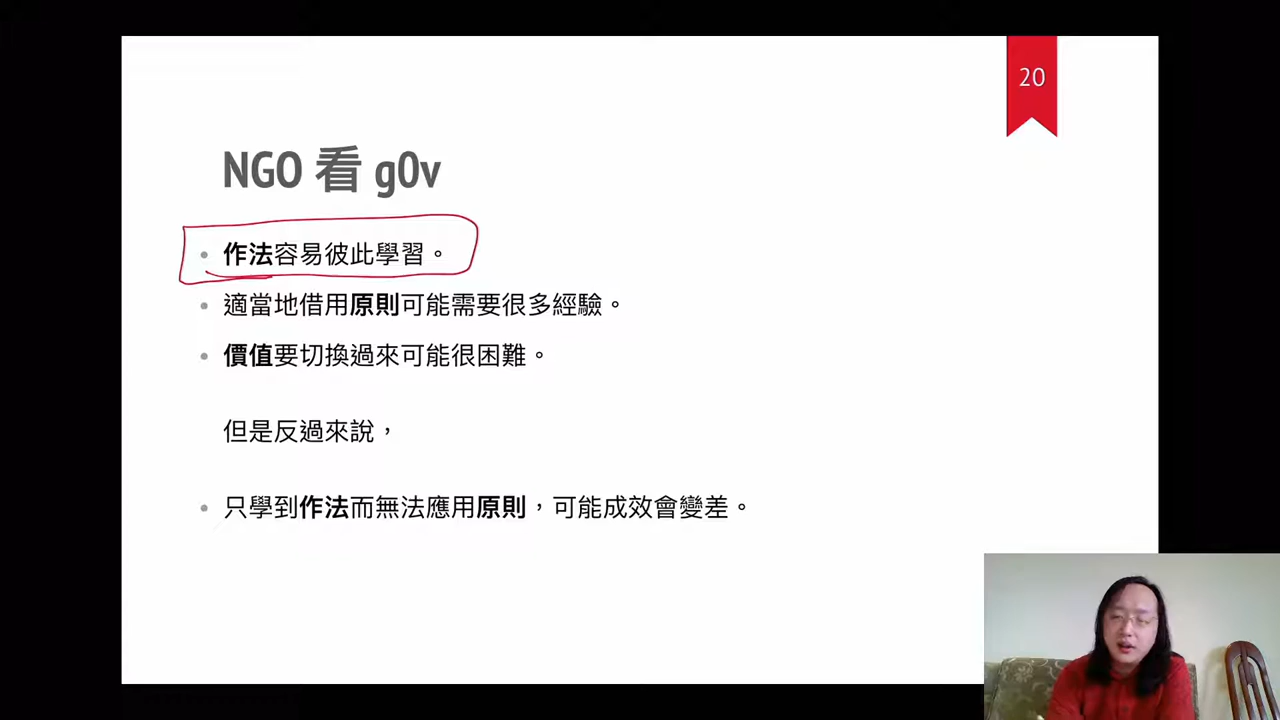 20
NGO 看 g0v
作法容易彼此學習。
適當地借用原則可能需要很多經驗。
價值要切換過來可能很困難。
但是反過來說，
只學到作法而無法應用原則，可能成效會變差。